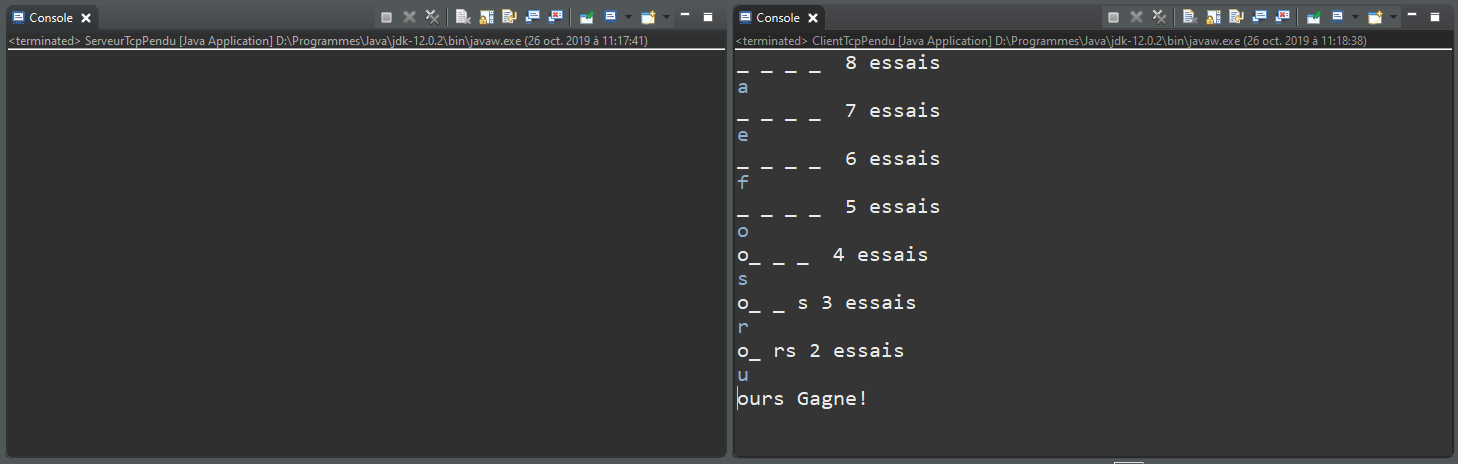 Console
<terminated> ServeurTcpPendu [Java Application] D:\Programmes\Java\jdk-12.0.2\bin\javaw.exe (26 oct. 2019 à 11:17:41)
Console
<terminated> ClientTcpPendu [Java Application] D:\Programmes\Java\jdk-12.0.2\bin\javaw.exe (26 oct. 2019 à 11:18:38)
_ _ _ _  8 essais
a
_ _ _ _  7 essais
e
_ _ _ _  6 essais
f
_ _ _ _  5 essais
o
o_ _ _  4 essais
s
o_ _ s 3 essais
r
o_ rs 2 essais
u
ours Gagne!